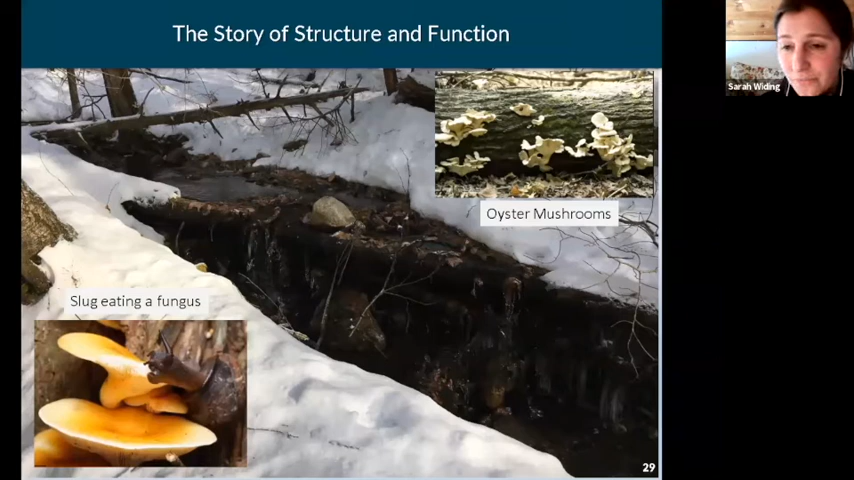 The Story of Structure and Function
Sarah Widing
Oyster Mushrooms
Slug eating a fungus
29